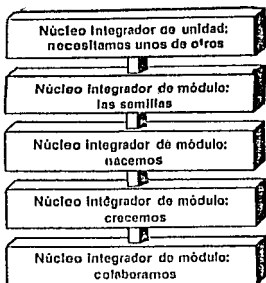 Núcleo integrador de unidad:
necesitamos unos de otros
Núcleo integrador de módulo:
las semillas
Núcleo integrador de módulo:
nacemos
Núcleo integrador de módulo:
crecemos
Núcleo integrador de módulo:
colaboramos